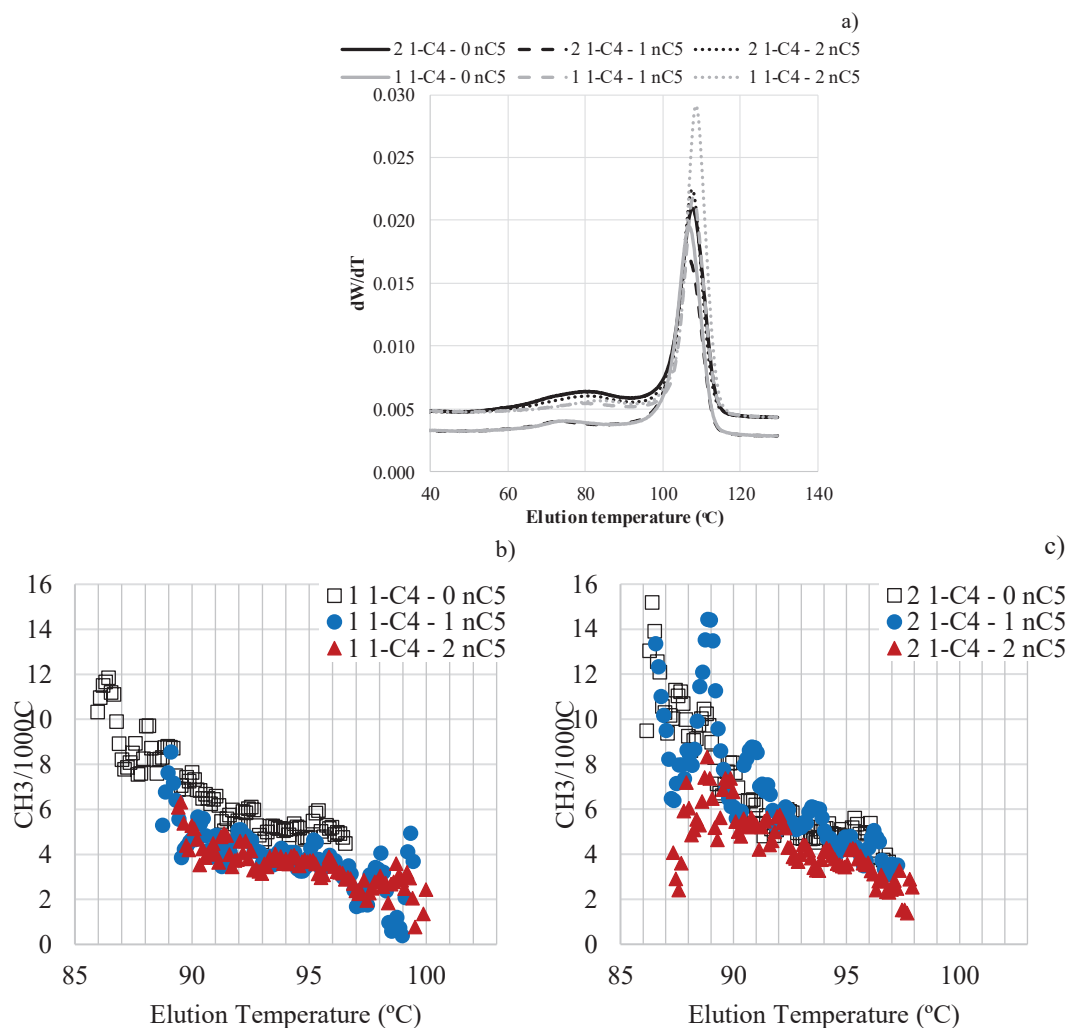 a)
2 1-C4 - 0 nC5 2 1-C4 - 1 nC5 2 1-C4 - 2 nC5
1 1-C4 - 0 nC5 1 1-C4 - 1 nC5 1 1-C4 - 2 nC5
0.030
0.025
0.020
0.015
0.010
0.005
0.000
dW/dT
40 60 80 100 120 140
Elution temperature (ºC)
b)
16
14
12
10
8
6
4
2
0
CH3/1000C
1 1-C4 - 0 nC5
1 1-C4 - 1 nC5
1 1-C4 - 2 nC5
85 90 95 100
Elution Temperature (ºC)
c)
16
14
12
10
8
6
4
2
0
CH3/1000C
2 1-C4 - 0 nC5
2 1-C4 - 1 nC5
2 1-C4 - 2 nC5
85 90 95 100
Elution Temperature (ºC)